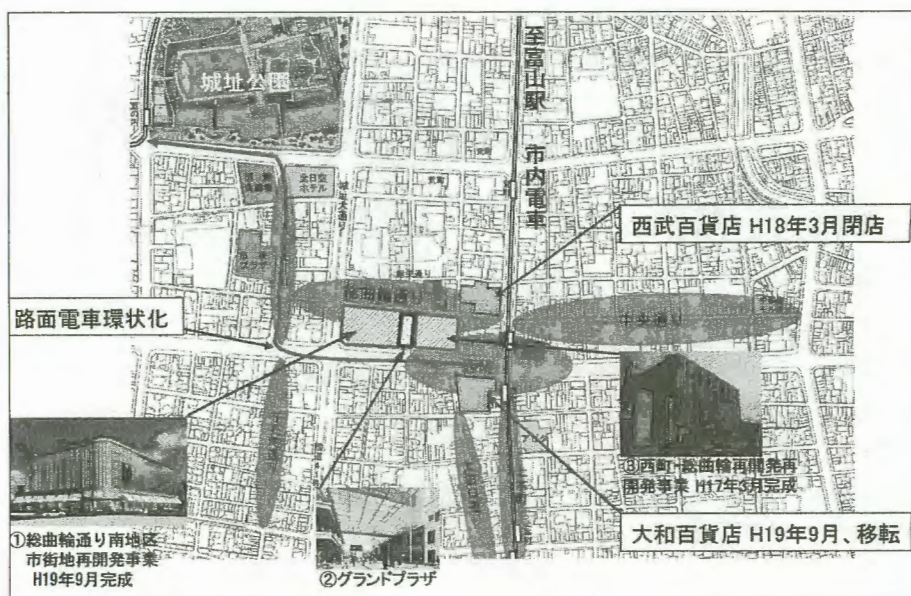 城址公園
至富山駅
市内電車
全日空
ホテル
城址大通り
西武百貨店 H18年3月閉店
総曲輪通り
中央通り
路面電車環状化
①総曲輪通り南地区
市街地再開発事業
H19年9月完成
②グランドプラザ
③西町・総曲輪再開発再
開発事業 H17年3月完成
大和百貨店 H19年9月、移転